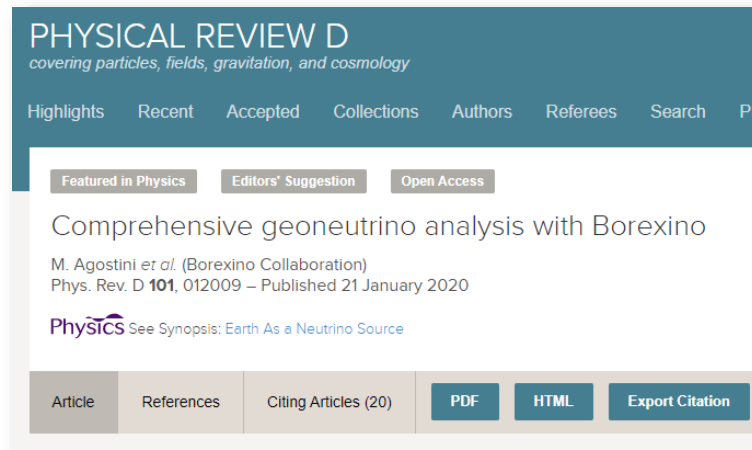 PHYSICAL REVIEW D
covering particles, fields, gravitation, and cosmology
Highlights Recent Accepted Collections Authors Referees Search P
Featured in Physics Editors' Suggestion Open Access
Comprehensive geoneutrino analysis with Borexino
M. Agostini et al. (Borexino Collaboration)
Phys. Rev. D 101, 012009 – Published 21 January 2020
Physics See Synopsis: Earth As a Neutrino Source
Article References Citing Articles (20) PDF HTML Export Citation